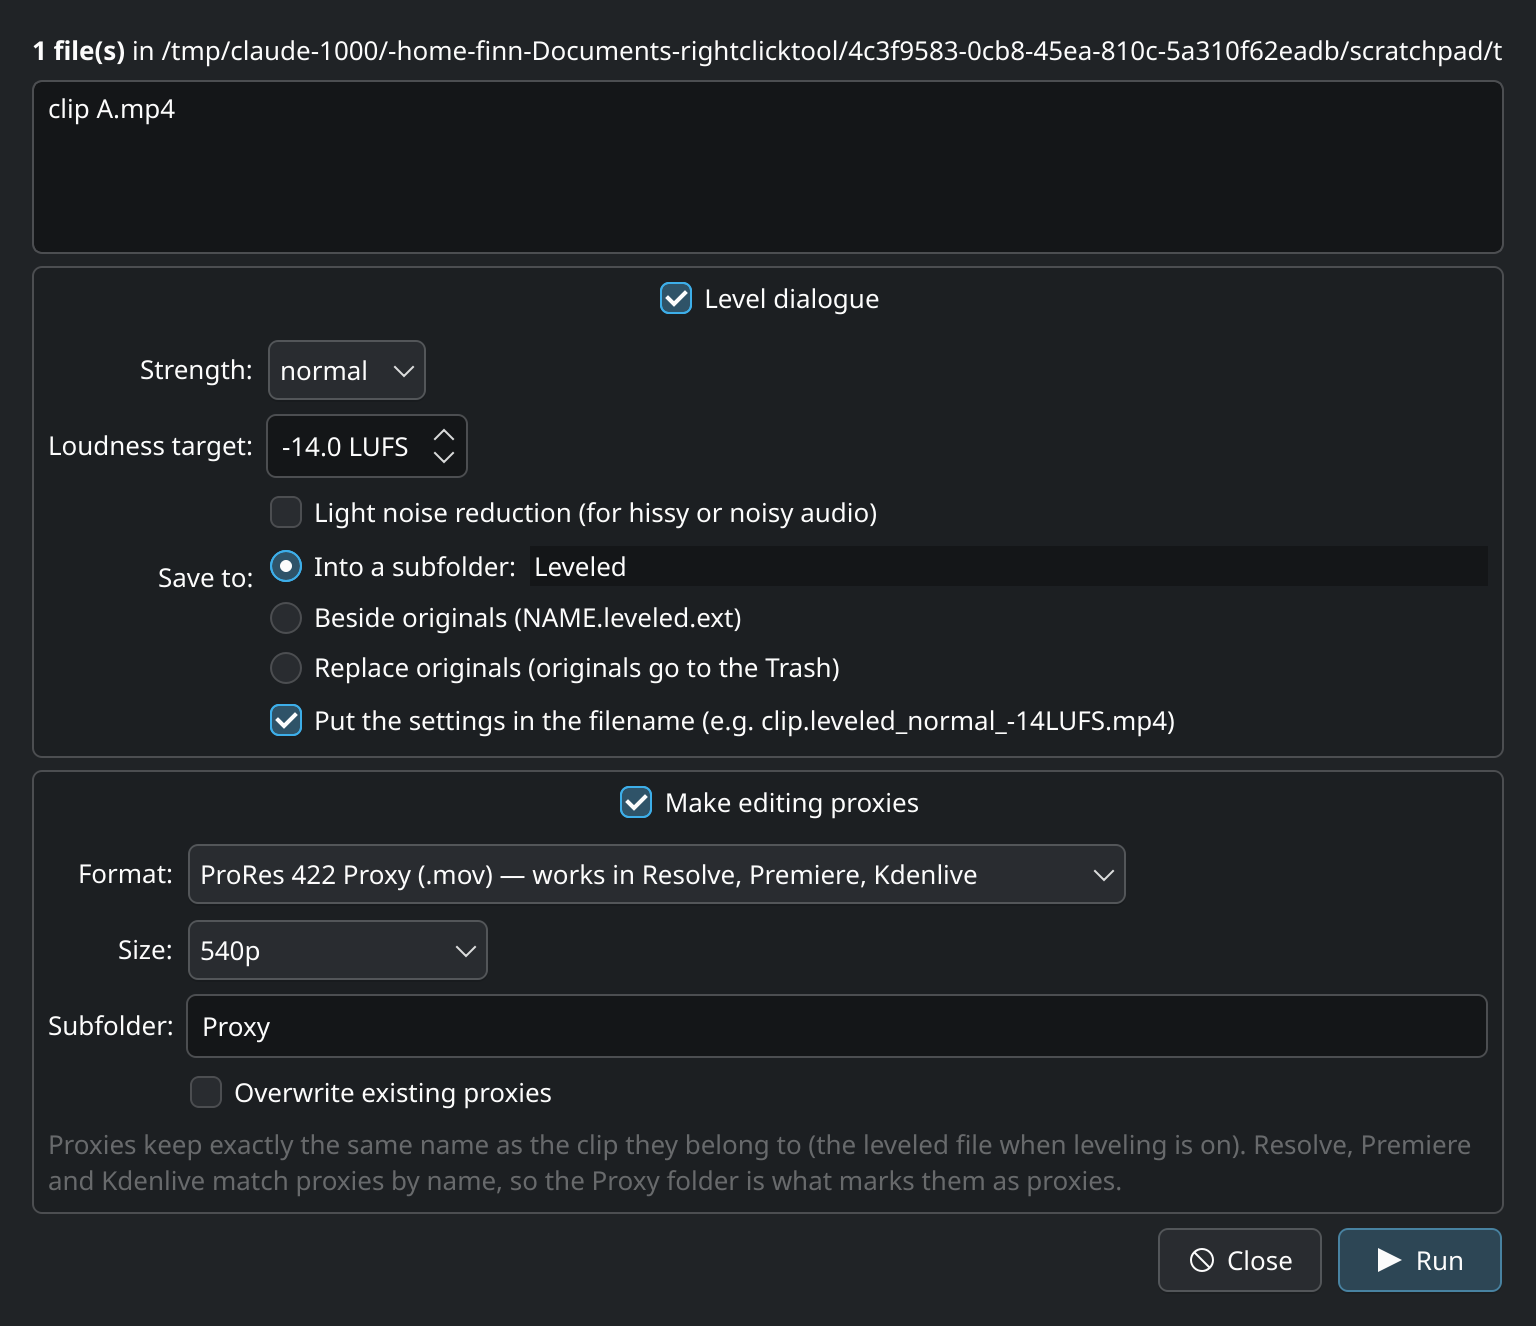 1 file(s) in /tmp/claude-1000/-home-finn-Documents-rightclicktool/4c3f9583-0cb8-45ea-810c-5a310f62eadb/scratchpad/t
clip A.mp4
Level dialogue
Strength: normal
Loudness target: -14.0 LUFS
Light noise reduction (for hissy or noisy audio)
Save to: Into a subfolder: Leveled
Beside originals (NAME.leveled.ext)
Replace originals (originals go to the Trash)
Put the settings in the filename (e.g. clip.leveled_normal_-14LUFS.mp4)
Make editing proxies
Format: ProRes 422 Proxy (.mov) — works in Resolve, Premiere, Kdenlive
Size: 540p
Subfolder: Proxy
Overwrite existing proxies
Proxies keep exactly the same name as the clip they belong to (the leveled file when leveling is on). Resolve, Premiere
and Kdenlive match proxies by name, so the Proxy folder is what marks them as proxies.
Close Run